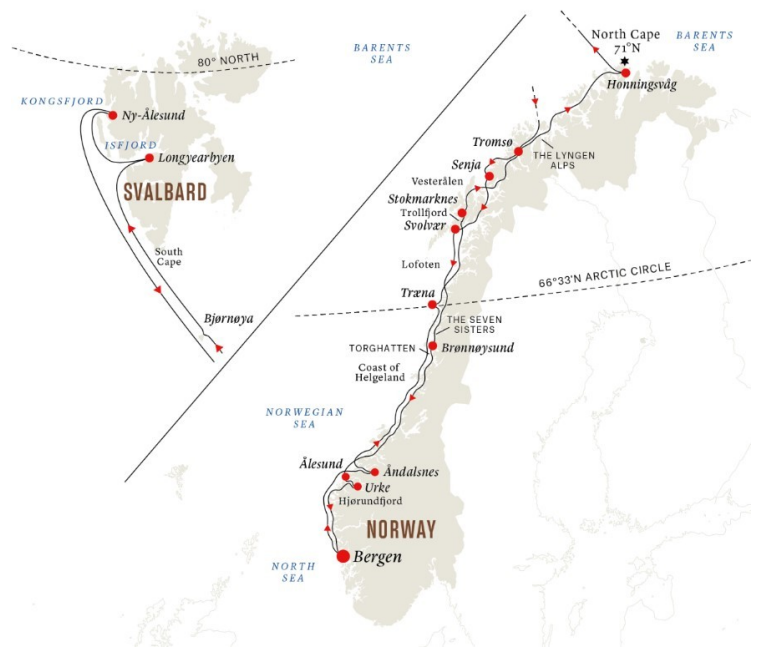 80° NORTH
BARENTS
SEA
North Cape
71°N
BARENTS
SEA
Honningsvåg
KONGSFJORD
Ny-Ålesund
ISFJORD
Longyearbyen
SVALBARD
South
Cape
Bjørnøya
Tromsø
THE LYNGEN
ALPS
Senja
Vesterålen
Stokmarknes
Trollfjord
Svolvær
Lofoten
66°33'N ARCTIC CIRCLE
Træna
THE SEVEN
SISTERS
TORGHATTEN
Brønnøysund
Coast of
Helgeland
NORWEGIAN
SEA
Ålesund
Åndalsnes
Urke
Hjørundfjord
NORWAY
Bergen
NORTH
SEA